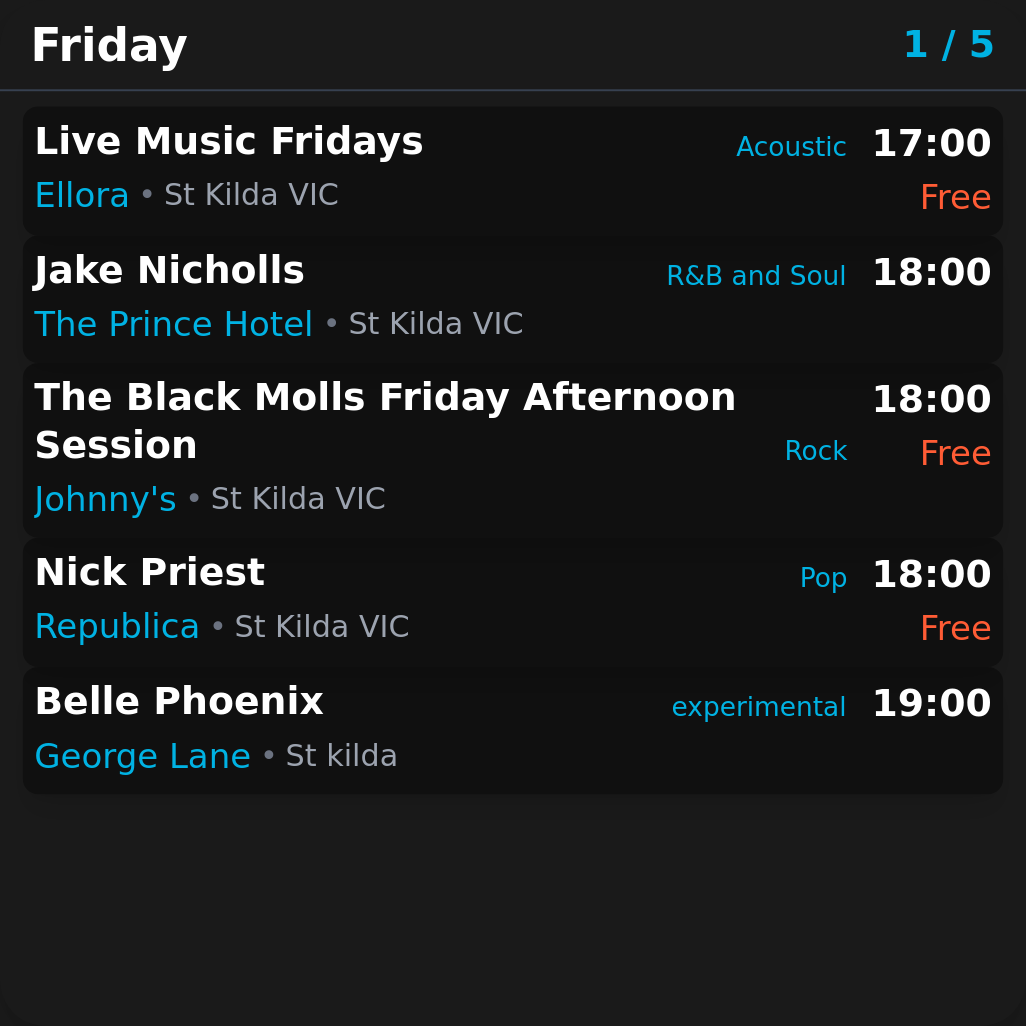 Friday 1 / 5
Live Music Fridays Acoustic 17:00
Ellora • St Kilda VIC Free
Jake Nicholls R&B and Soul 18:00
The Prince Hotel • St Kilda VIC
The Black Molls Friday Afternoon 18:00
Session Rock Free
Johnny's • St Kilda VIC
Nick Priest Pop 18:00
Republica • St Kilda VIC Free
Belle Phoenix experimental 19:00
George Lane • St kilda